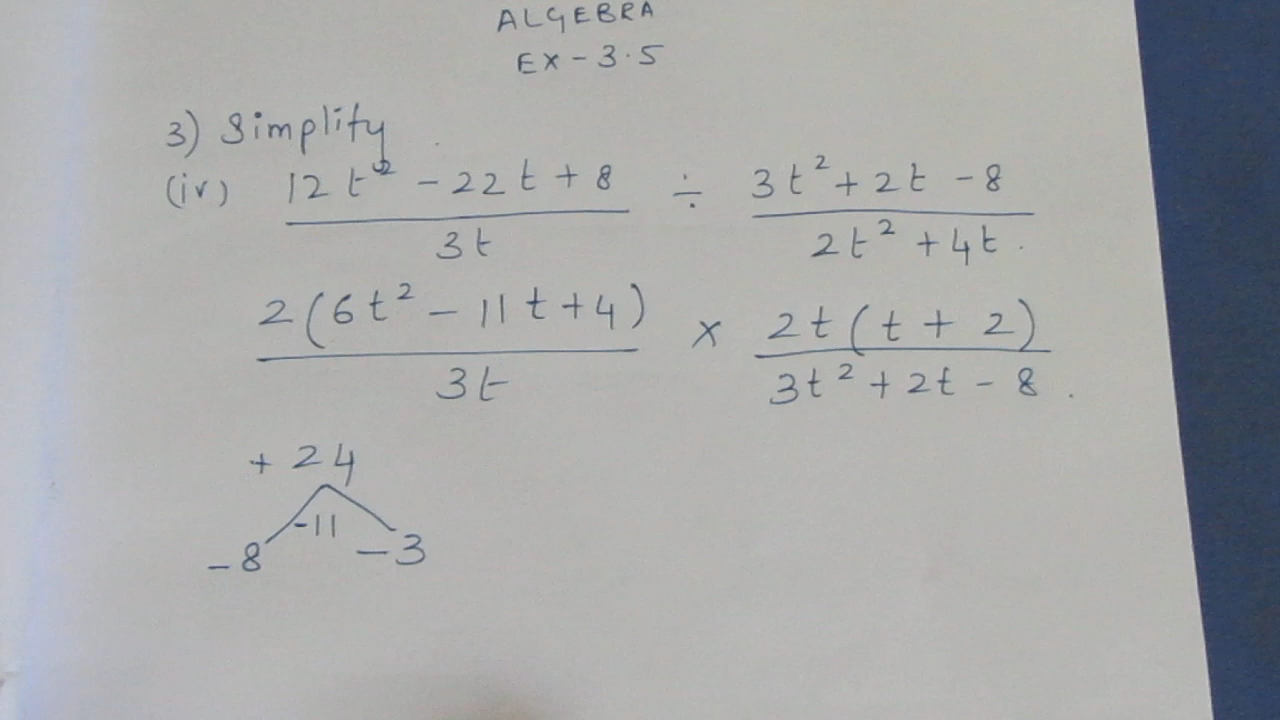 ALGEBRA
EX - 3.5
3) Simplify
(iv) 12t² - 22t + 8 ÷ 3t² + 2t - 8
3t 2t² + 4t.
2(6t² - 11t + 4) × 2t(t + 2)
3t 3t² + 2t - 8.
+ 24
-11
-8 -3